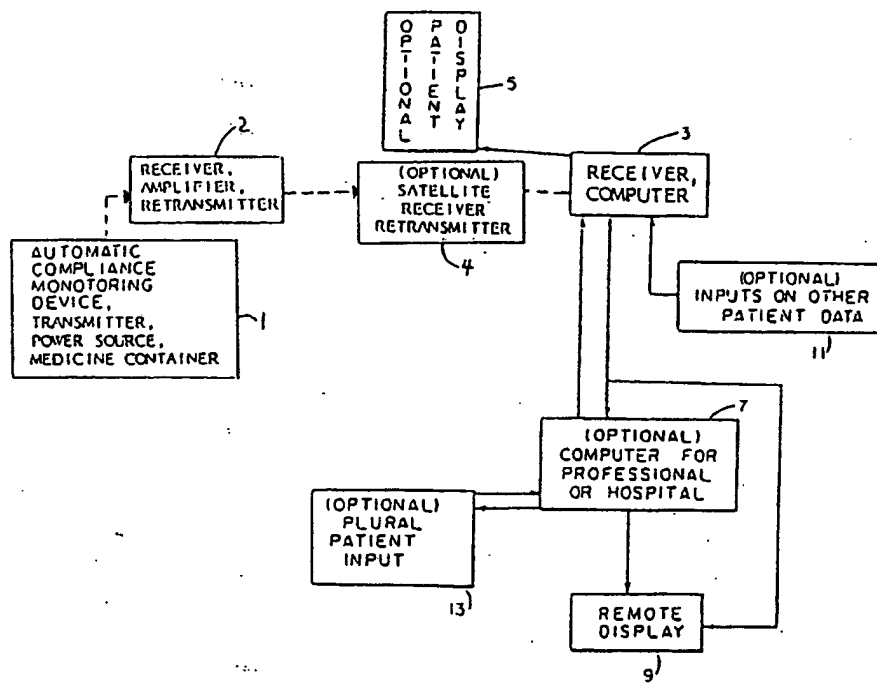 OPTIONAL
PATIENT
DISPLAY
5
2
3
RECEIVER,
AMPLIFIER,
RETRANSMITTER
(OPTIONAL)
SATELLITE
RECEIVER
RETRANSMITTER
4
RECEIVER,
COMPUTER
AUTOMATIC
COMPLIANCE
MONOTORING
DEVICE,
TRANSMITTER,
POWER SOURCE,
MEDICINE CONTAINER
1
(OPTIONAL)
INPUTS ON OTHER
PATIENT DATA
11
7
(OPTIONAL)
COMPUTER FOR
PROFESSIONAL
OR HOSPITAL
(OPTIONAL)
PLURAL
PATIENT
INPUT
13
REMOTE
DISPLAY
9